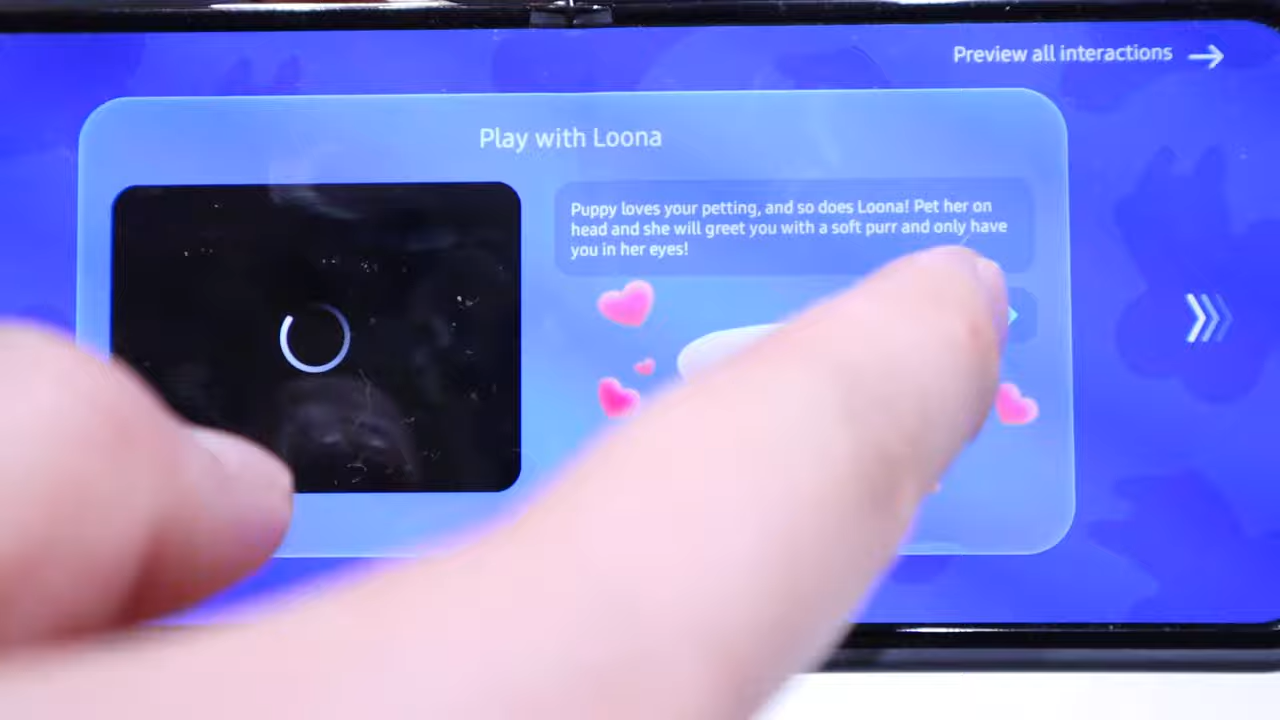 Preview all interactions
Play with Loona
Puppy loves your petting, and so does Loona! Pet her on
head and she will greet you with a soft purr and only have
you in her eyes!